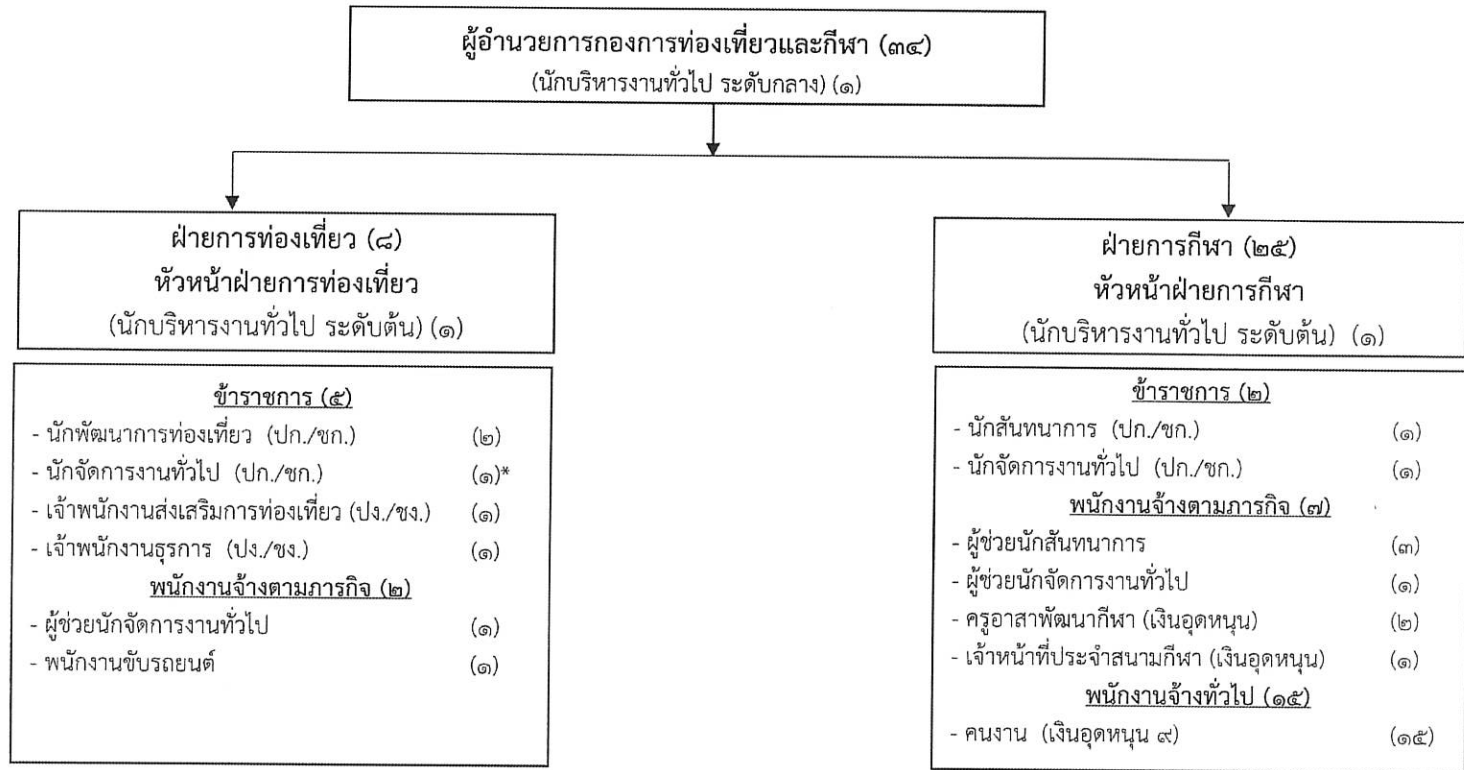 ผู้อำนวยการกองการท่องเที่ยวและกีฬา (๓๔)
(นักบริหารงานทั่วไป ระดับกลาง) (๑)
ฝ่ายการท่องเที่ยว (๘)
หัวหน้าฝ่ายการท่องเที่ยว
(นักบริหารงานทั่วไป ระดับต้น) (๑)
ข้าราชการ (๕)
- นักพัฒนาการท่องเที่ยว (ปก./ชก.) (๒)
- นักจัดการงานทั่วไป (ปก./ชก.) (๑)*
- เจ้าพนักงานส่งเสริมการท่องเที่ยว (ปง./ชง.) (๑)
- เจ้าพนักงานธุรการ (ปง./ชง.) (๑)
พนักงานจ้างตามภารกิจ (๒)
- ผู้ช่วยนักจัดการงานทั่วไป (๑)
- พนักงานขับรถยนต์ (๑)
ฝ่ายการกีฬา (๒๕)
หัวหน้าฝ่ายการกีฬา
(นักบริหารงานทั่วไป ระดับต้น) (๑)
ข้าราชการ (๒)
- นักสันทนาการ (ปก./ชก.) (๑)
- นักจัดการงานทั่วไป (ปก./ชก.) (๑)
พนักงานจ้างตามภารกิจ (๗)
- ผู้ช่วยนักสันทนาการ (๓)
- ผู้ช่วยนักจัดการงานทั่วไป (๑)
- ครูอาสาพัฒนากีฬา (เงินอุดหนุน) (๒)
- เจ้าหน้าที่ประจำสนามกีฬา (เงินอุดหนุน) (๑)
พนักงานจ้างทั่วไป (๑๕)
- คนงาน (เงินอุดหนุน ๙) (๑๕)